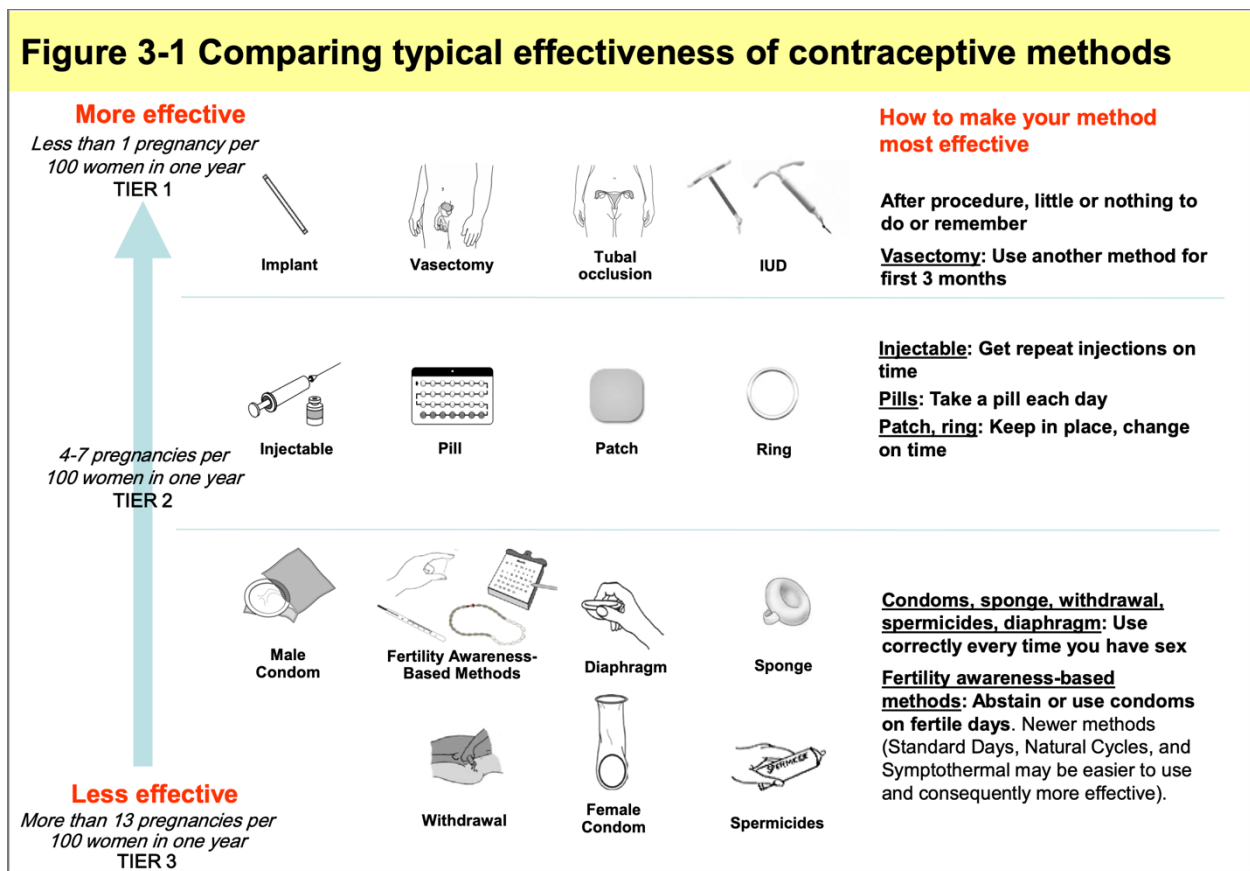 Figure 3-1 Comparing typical effectiveness of contraceptive methods
More effective
Less than 1 pregnancy per
100 women in one year
TIER 1
Implant
Vasectomy
Tubal
occlusion
IUD
How to make your method
most effective
After procedure, little or nothing to
do or remember
Vasectomy: Use another method for
first 3 months
4-7 pregnancies per
100 women in one year
TIER 2
Injectable
Pill
Patch
Ring
Injectable: Get repeat injections on
time
Pills: Take a pill each day
Patch, ring: Keep in place, change
on time
Male
Condom
Fertility Awareness-
Based Methods
Diaphragm
Sponge
Withdrawal
Female
Condom
SPERMICIDE
Spermicides
Condoms, sponge, withdrawal,
spermicides, diaphragm: Use
correctly every time you have sex
Fertility awareness-based
methods: Abstain or use condoms
on fertile days. Newer methods
(Standard Days, Natural Cycles, and
Symptothermal may be easier to use
and consequently more effective).
Less effective
More than 13 pregnancies per
100 women in one year
TIER 3